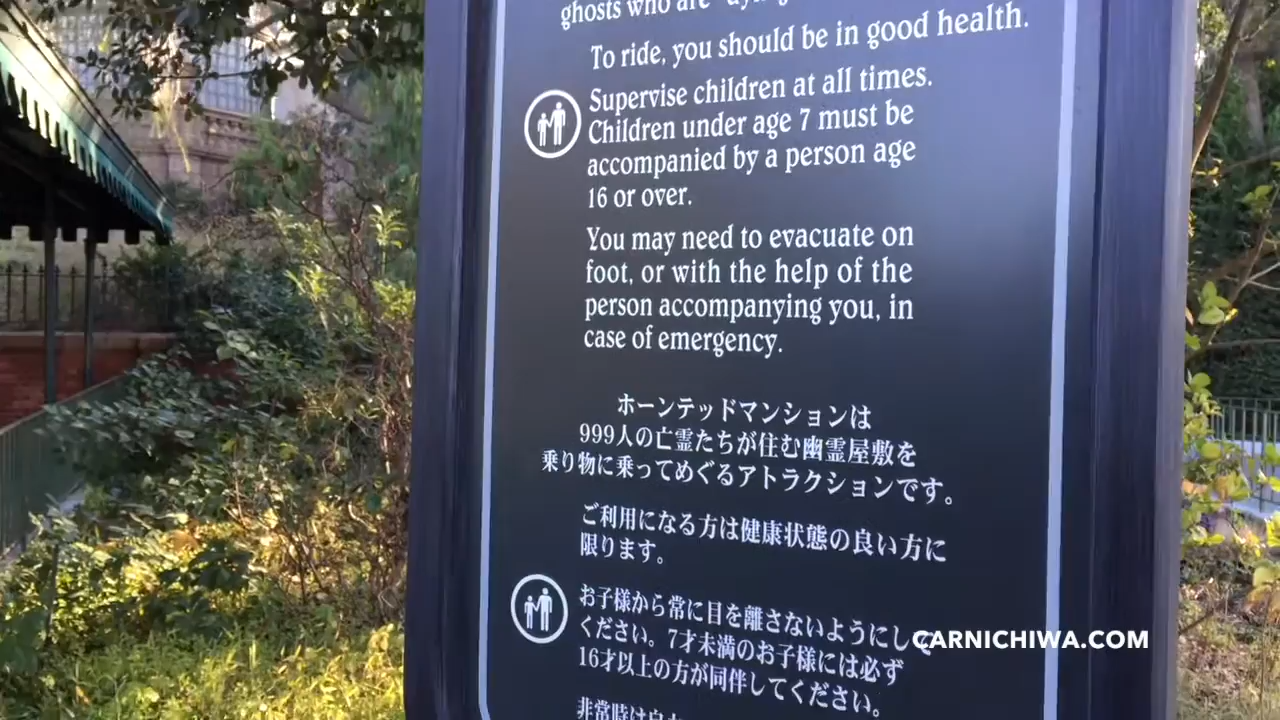 ghosts who are
To ride, you should be in good health.
Supervise children at all times.
Children under age 7 must be
accompanied by a person age
16 or over.
You may need to evacuate on
foot, or with the help of the
person accompanying you, in
case of emergency.
ホーンテッドマンションは
999人の亡霊たちが住む幽霊屋敷を
乗り物に乗ってめぐるアトラクションです。
ご利用になる方は健康状態の良い方に
限ります。
お子様から常に目を離さないようにして
ください。7才未満のお子様には必ず
16才以上の方が同伴してください。
非常時は
CARNICHIWA.COM